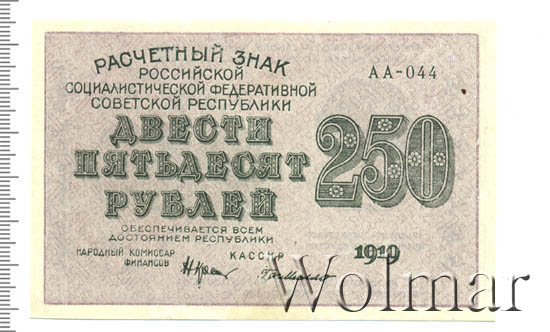 РАСЧЕТНЫЙ ЗНАК
РОССИЙСКОЙ
СОЦИАЛИСТИЧЕСКОЙ ФЕДЕРАТИВНОЙ
СОВЕТСКОЙ РЕСПУБЛИКИ
АА-044
ДВЕСТИ
ПЯТЬДЕСЯТ
РУБЛЕЙ
250
ОБЕСПЕЧИВАЕТСЯ ВСЕМ
ДОСТОЯНИЕМ РЕСПУБЛИКИ
НАРОДНЫЙ КОМИССАР
ФИНАНСОВ
КАССИР
1919
Wolmar